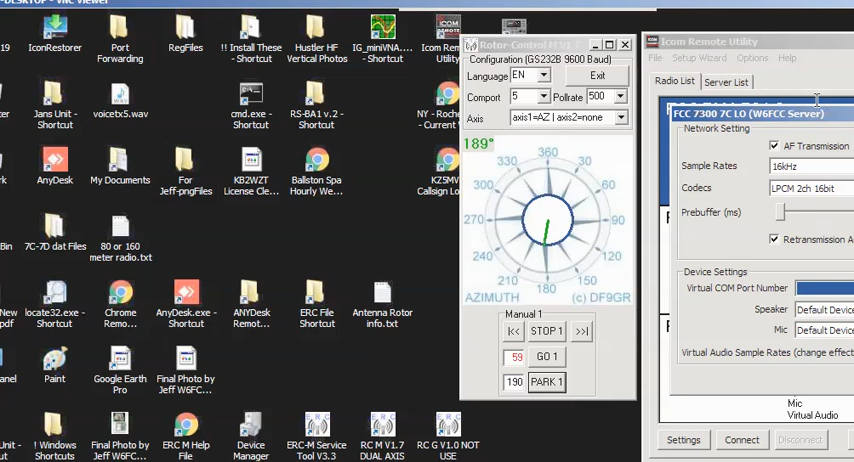 -DESKTOP - VNC Viewer
19
IconRestorer
Port
Forwarding
RegFiles
!! Install These
- Shortcut
Hustler HF
Vertical Photos
IG_miniVNA...
- Shortcut
Icom Remo
Utility
ter
Jans Unit -
Shortcut
voicetx5.wav
cmd.exe -
Shortcut
RS-BA1 v.2 -
Shortcut
NY - Roche
- Current V
rk
AnyDesk
My Documents
For
Jeff-pngFiles
KB2WZT
License Cle...
Ballston Spa
Hourly We...
KZ5MV
Callsign Lo
Bin
7C-7D dat Files
80 or 160
meter radio.txt
New
pdf
locate32.exe -
Shortcut
Chrome
Remo...
AnyDesk.exe -
Shortcut
ANYDesk
Remot...
ERC File
Shortcut
Antenna Rotor
info.txt
anel
Paint
Google Earth
Pro
Final Photo by
Jeff W6FC...
Unit -
t
! Windows
Shortcut
Final Photo by
Jeff W6FC...
ERC M Help
File
Device
Manager
ERC
ERC-M Service
Tool V3.3
ERC
RC M V1.7
DUAL AXIS
ERC
RC G V1.0 NOT
USE
Rotor-Control
Configuration (GS232B 9600 Baud)
Language
EN
Exit
Comport
5
Pollrate
500
Axis
axis1=AZ | axis2=none
189°
360
30
60
90
120
150
180
210
240
270
300
330
AZIMUTH
(c) DF9GR
Manual 1
|<<
STOP 1
>>|
59
GO 1
190
PARK 1
Icom Remote Utility
File
Setup Wizard
Options
Help
Radio List
Server List
FCC 7300 7C LO (W6FCC Server)
Network Setting
AF Transmission
Sample Rates
16kHz
Codecs
LPCM 2ch 16bit
Prebuffer (ms)
Retransmission A
Device Settings
Virtual COM Port Number
Speaker
Default Device
Mic
Default Device
Virtual Audio Sample Rates (change effect
Mic
Virtual Audio
Settings
Connect
Disconnect